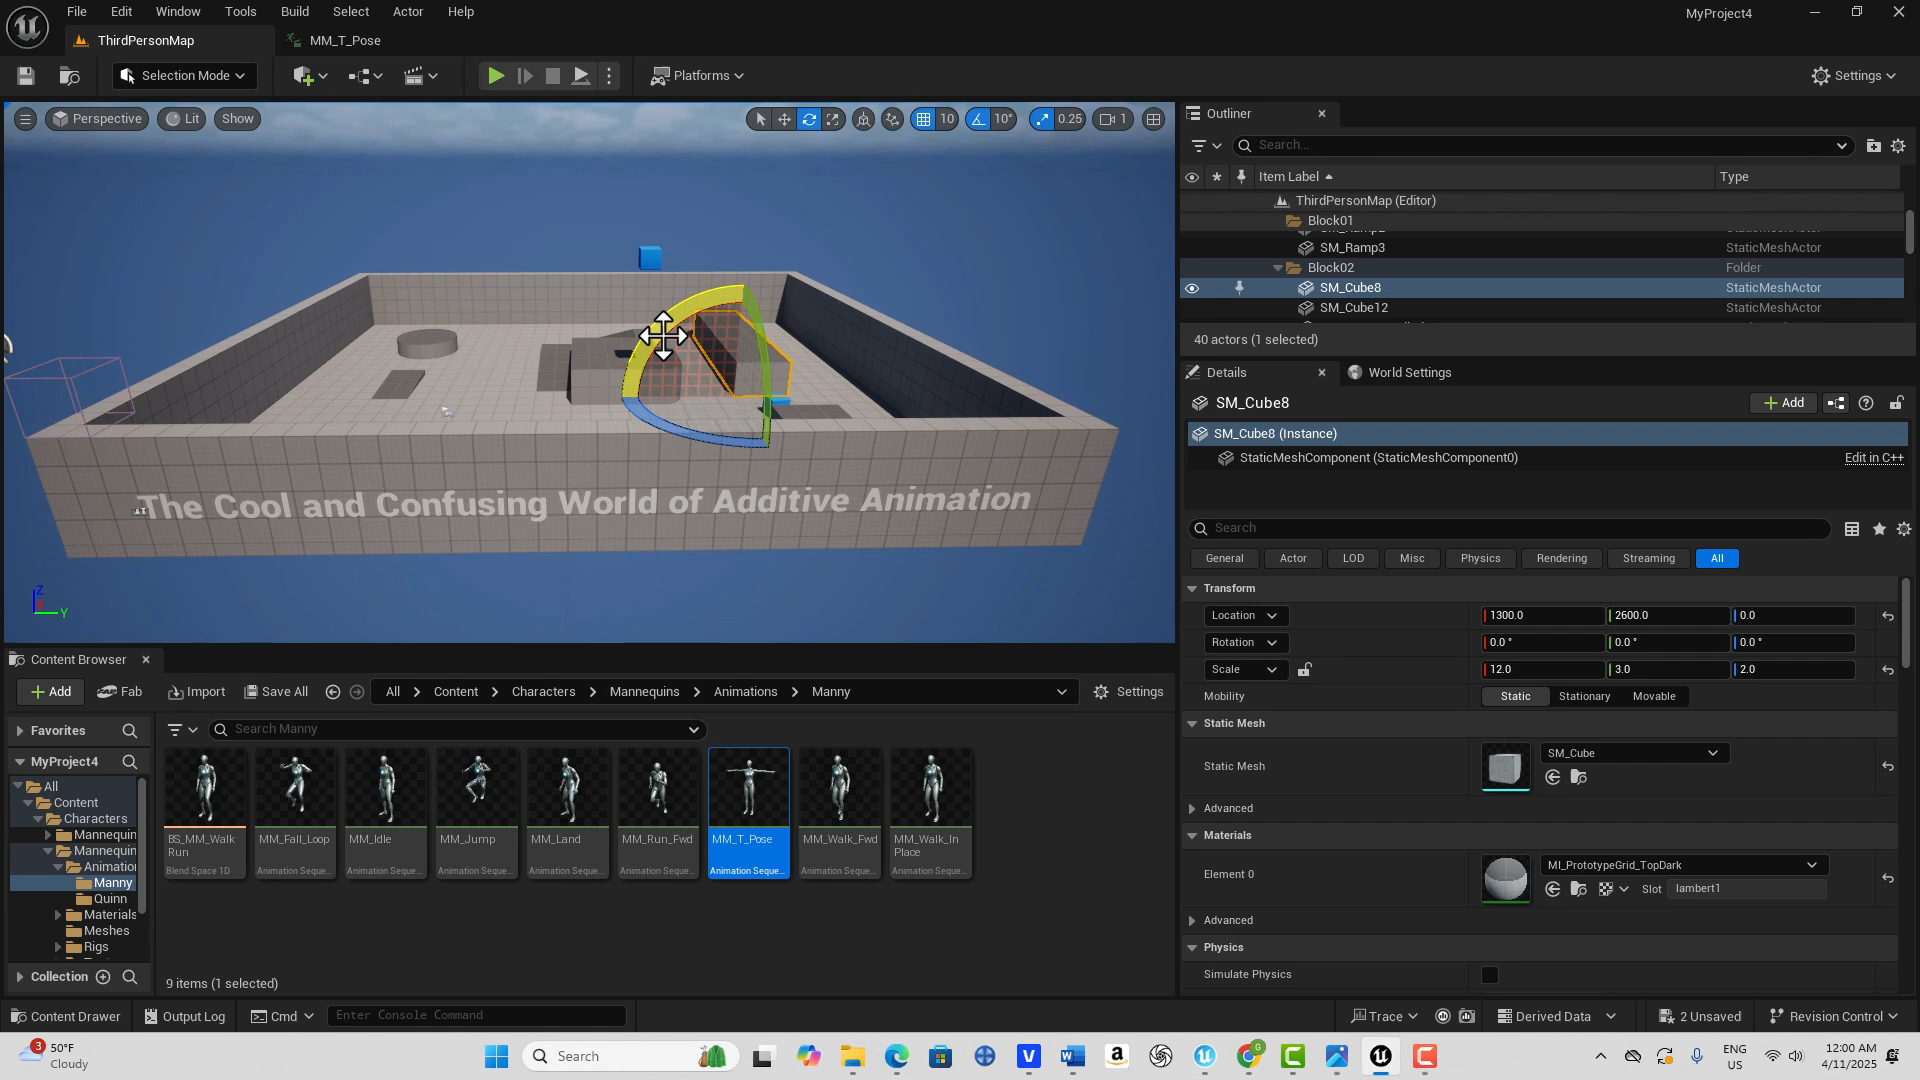 File Edit Window Tools Build Select Actor Help
MyProject4
ThirdPersonMap
MM_T_Pose
Selection Mode
Platforms
Settings
Perspective Lit Show
10 10° 0.25 1
The Cool and Confusing World of Additive Animation
Z
Y
Outliner
Search...
Item Label Type
ThirdPersonMap (Editor)
Block01
SM_Ramp2 StaticMeshActor
SM_Ramp3 StaticMeshActor
Block02 Folder
SM_Cube8 StaticMeshActor
SM_Cube12 StaticMeshActor
40 actors (1 selected)
Details
World Settings
SM_Cube8
Add
SM_Cube8 (Instance)
StaticMeshComponent (StaticMeshComponent0) Edit in C++
Search
General Actor LOD Misc Physics Rendering Streaming All
Transform
Location 1300.0 2600.0 0.0
Rotation 0.0 ° 0.0 ° 0.0 °
Scale 12.0 3.0 2.0
Mobility Static Stationary Movable
Static Mesh
Static Mesh SM_Cube
Advanced
Materials
Element 0 MI_PrototypeGrid_TopDark
Slot lambert1
Advanced
Physics
Simulate Physics
Content Browser
Add Fab Import Save All All Content Characters Mannequins Animations Manny Settings
Favorites
MyProject4
All
Content
Characters
Mannequin
Mannequin
Animation
Manny
Quinn
Materials
Meshes
Rigs
Collection
Search Manny
BS_MM_Walk
Run
Blend Space 1D
MM_Fall_Loop
Animation Seque...
MM_Idle
Animation Seque...
MM_Jump
Animation Seque...
MM_Land
Animation Seque...
MM_Run_Fwd
Animation Seque...
MM_T_Pose
Animation Seque...
MM_Walk_Fwd
Animation Seque...
MM_Walk_In
Place
Animation Seque...
9 items (1 selected)
Content Drawer Output Log Cmd Enter Console Command
Trace Derived Data 2 Unsaved Revision Control
3
50°F
Cloudy
Search
ENG
US
12:00 AM
4/11/2025